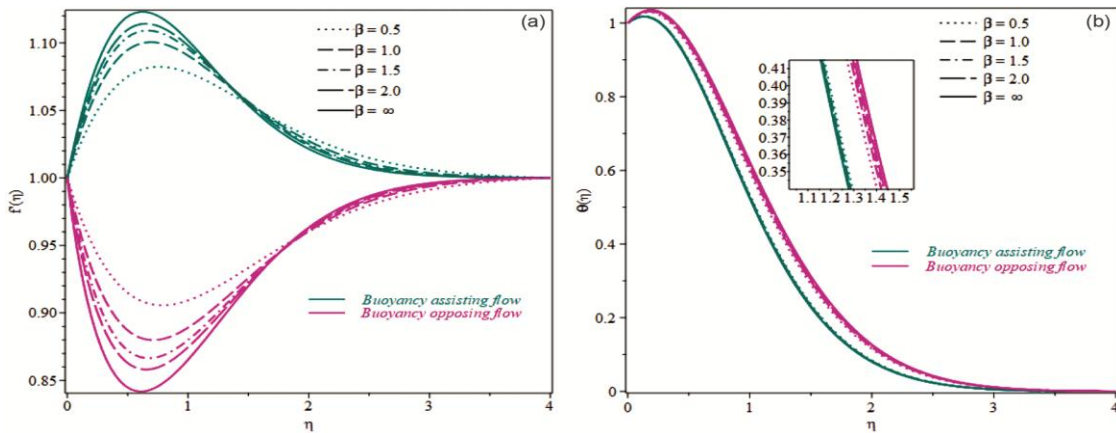 (a)
β = 0.5
β = 1.0
β = 1.5
β = 2.0
β = ∞
1.10
1.05
1.00
0.95
0.90
0.85
f'(η)
Buoyancy assisting flow
Buoyancy opposing flow
0 1 2 3 4
η
(b)
β = 0.5
β = 1.0
β = 1.5
β = 2.0
β = ∞
1
0.8
0.6
0.4
0.2
0
θ(η)
0.41
0.40
0.39
0.38
0.37
0.36
0.35
1.1 1.2 1.3 1.4 1.5
Buoyancy assisting flow
Buoyancy opposing flow
0 1 2 3 4
η